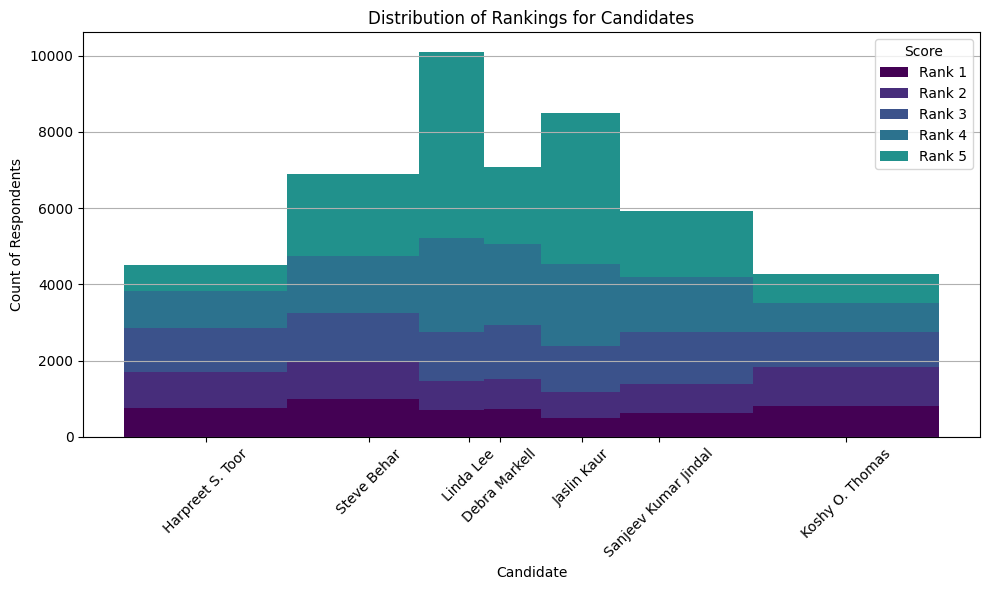 Distribution of Rankings for Candidates
Score
Rank 1
Rank 2
Rank 3
Rank 4
Rank 5
Count of Respondents
10000
8000
6000
4000
2000
0
Harpreet S. Toor
Steve Behar
Linda Lee
Debra Markell
Jaslin Kaur
Sanjeev Kumar Jindal
Koshy O. Thomas
Candidate